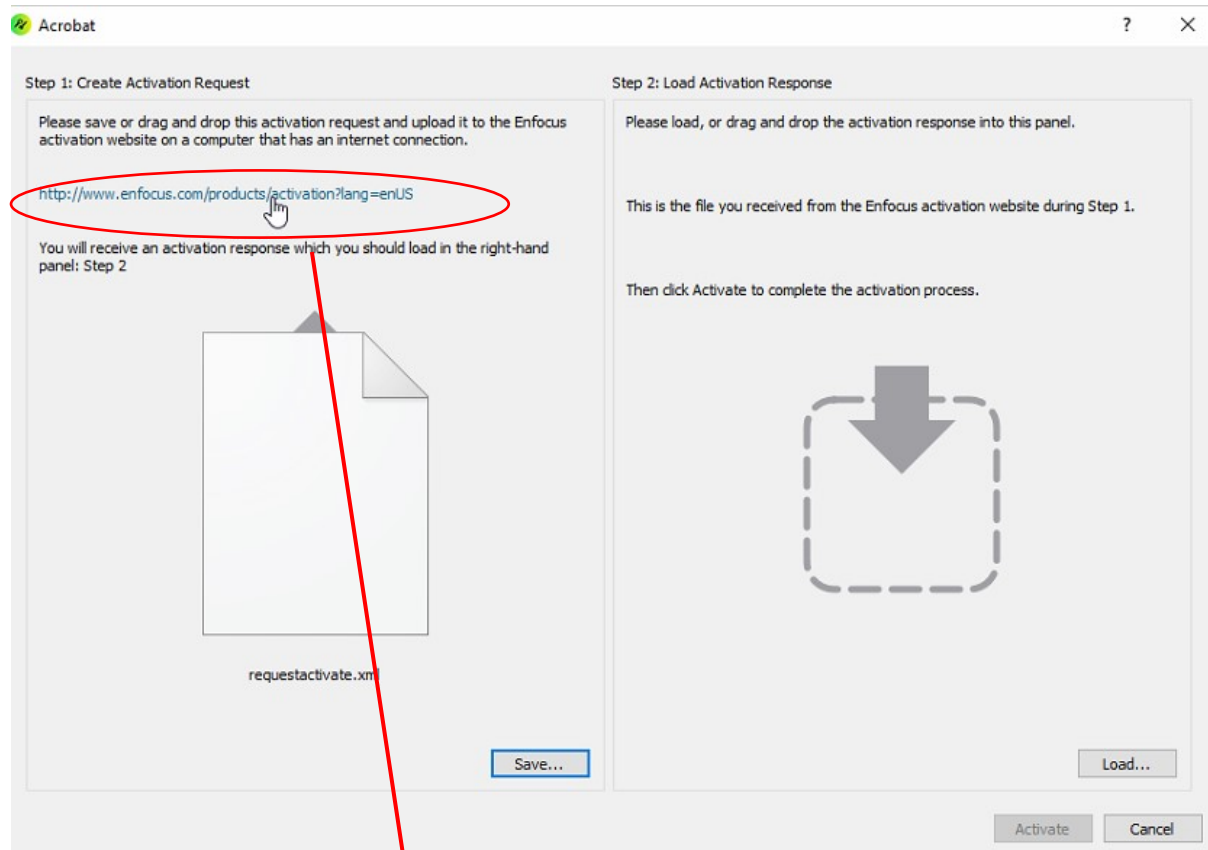 Acrobat
?
Step 1: Create Activation Request
Please save or drag and drop this activation request and upload it to the Enfocus
activation website on a computer that has an internet connection.
http://www.enfocus.com/products/activation?lang=enUS
You will receive an activation response which you should load in the right-hand
panel: Step 2
requestactivate.xml
Save...
Step 2: Load Activation Response
Please load, or drag and drop the activation response into this panel.
This is the file you received from the Enfocus activation website during Step 1.
Then click Activate to complete the activation process.
Load...
Activate
Cancel